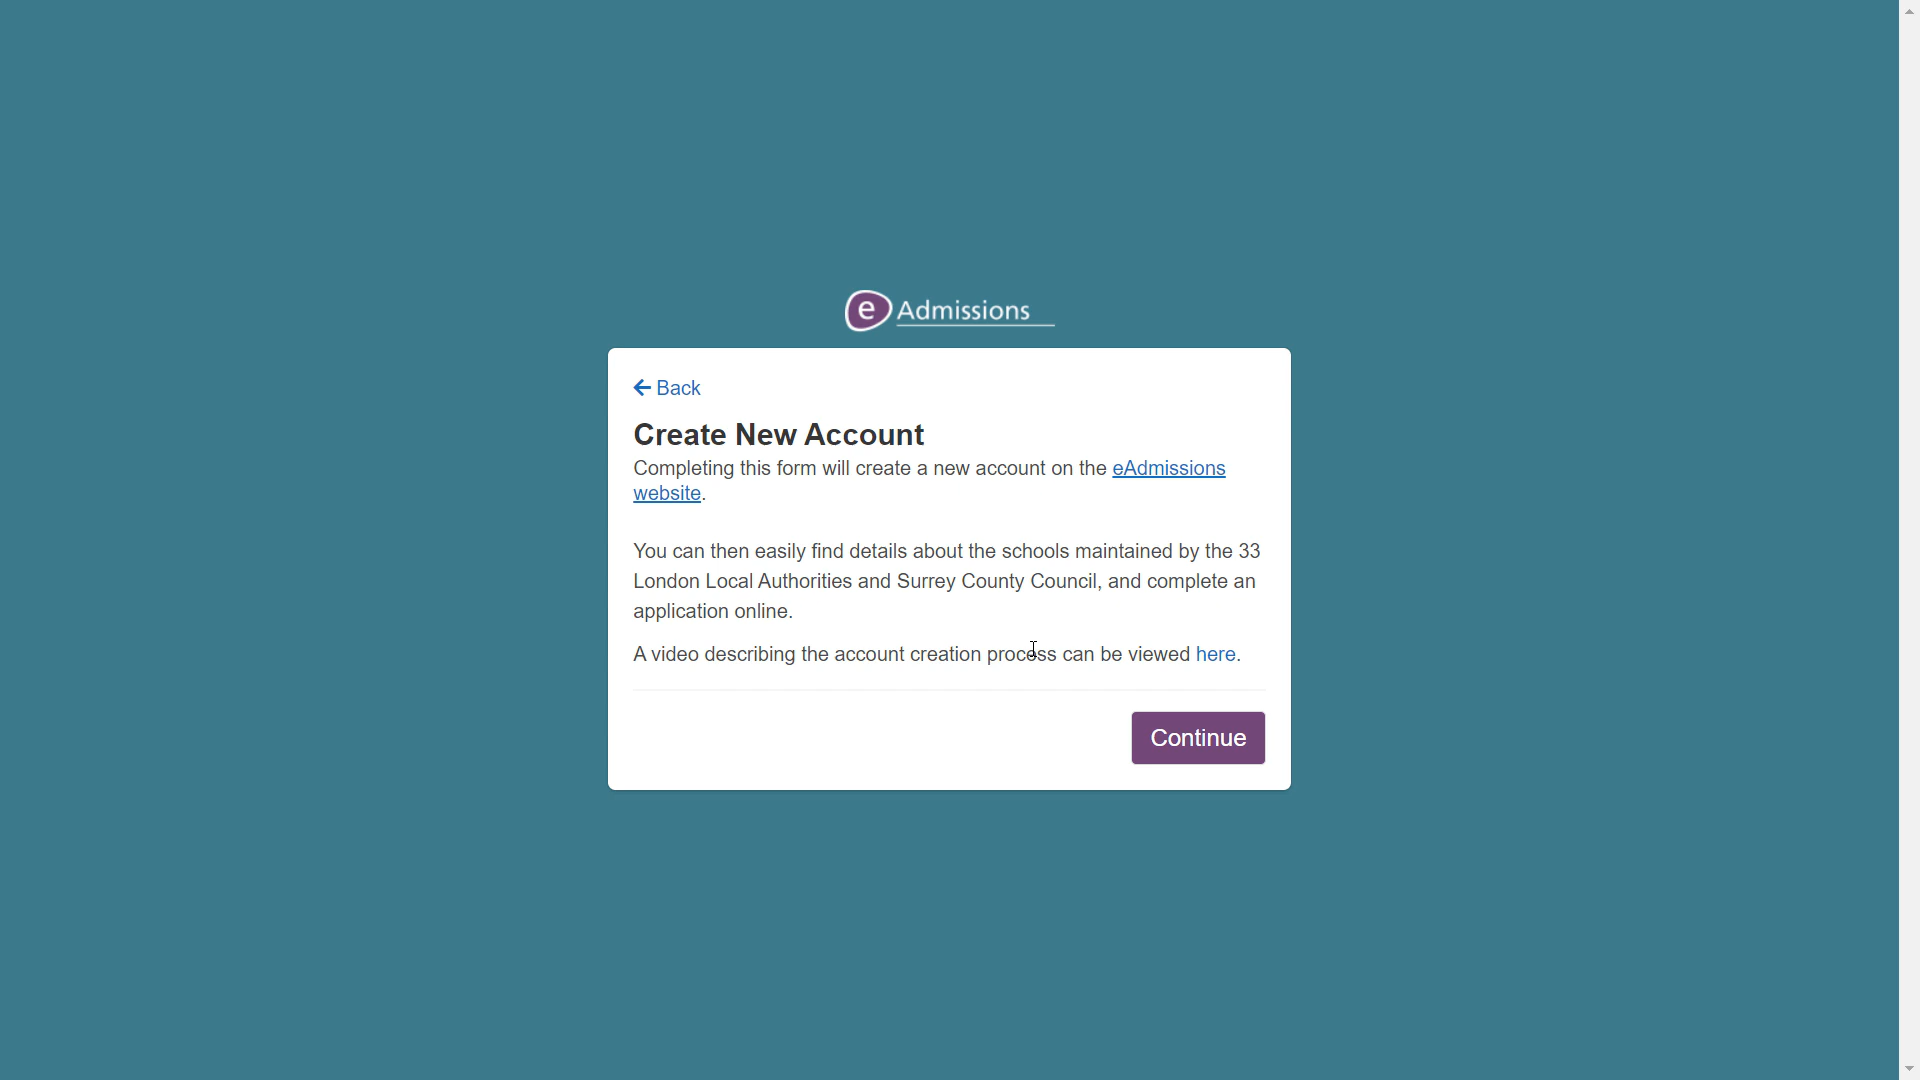 e Admissions
Back
Create New Account
Completing this form will create a new account on the eAdmissions
website.
You can then easily find details about the schools maintained by the 33
London Local Authorities and Surrey County Council, and complete an
application online.
A video describing the account creation process can be viewed here.
Continue